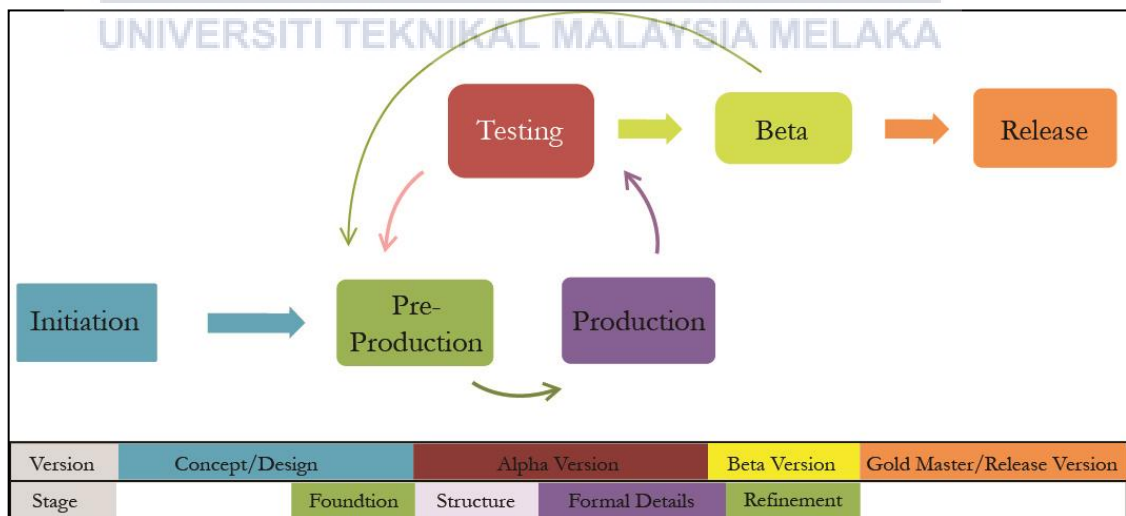 UNIVERSITI TEKNIKAL MALAYSIA MELAKA
Testing
Beta
Release
Initiation
Pre-
Production
Production
Version
Concept/Design
Alpha Version
Beta Version
Gold Master/Release Version
Stage
Foundtion
Structure
Formal Details
Refinement